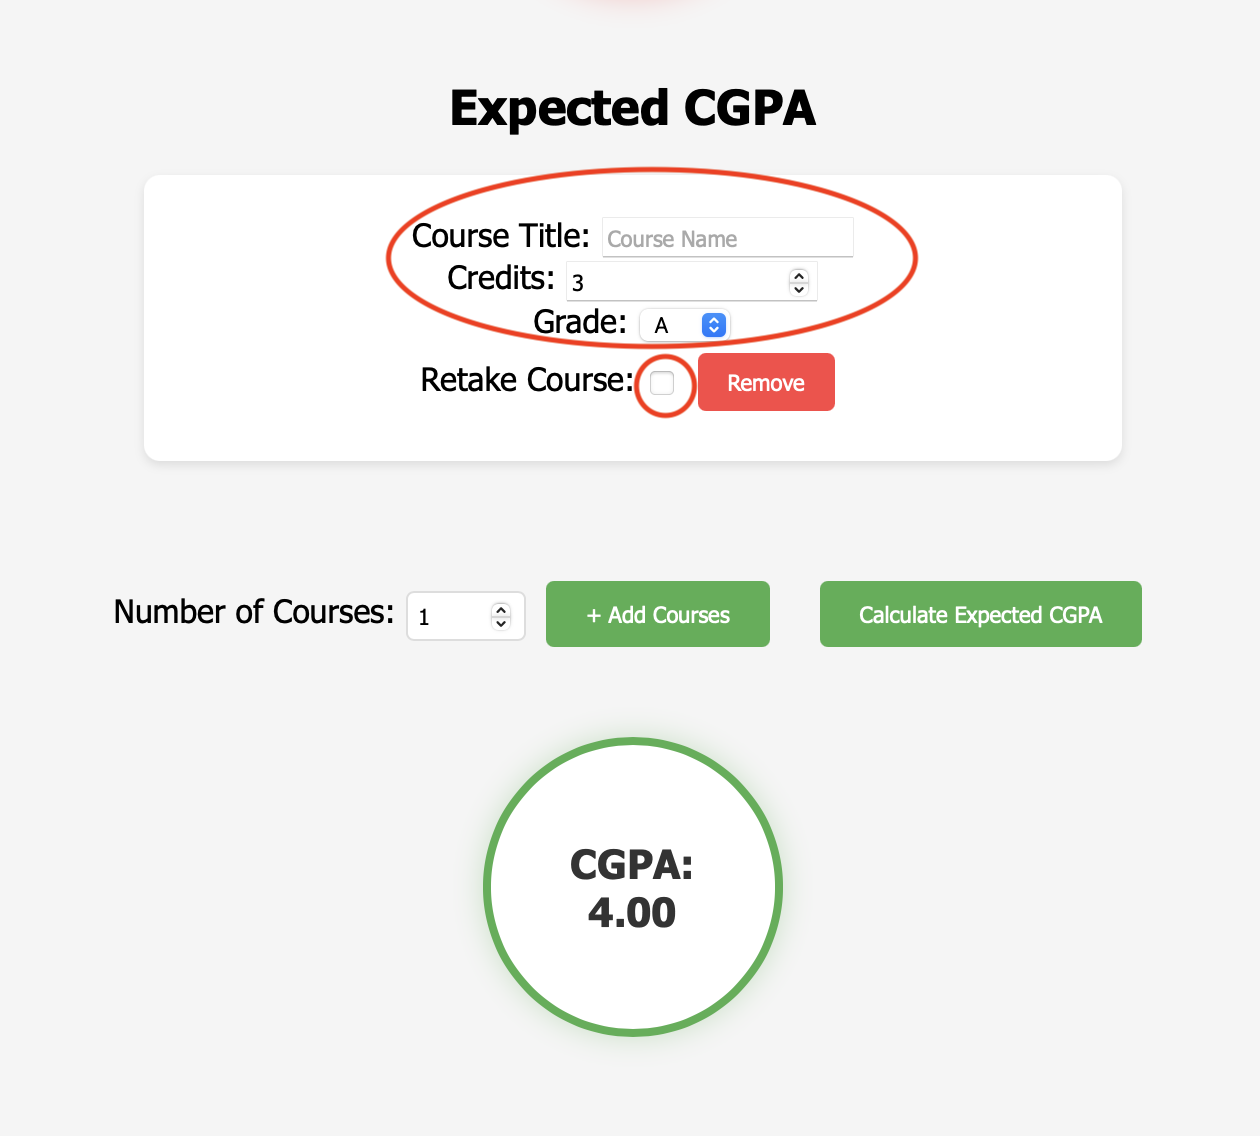 Expected CGPA
Course Title: Course Name
Credits: 3
Grade: A
Retake Course: Remove
Number of Courses: 1 + Add Courses Calculate Expected CGPA
CGPA:
4.00